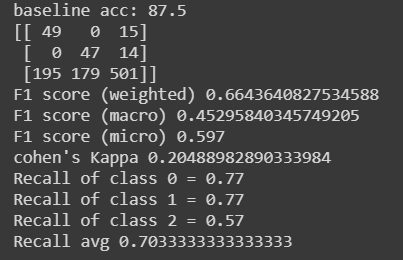 baseline acc: 87.5
[[ 49   0  15]
 [  0  47  14]
 [195 179 501]]
F1 score (weighted) 0.6643640827534588
F1 score (macro) 0.45295840345749205
F1 score (micro) 0.597
cohen's Kappa 0.20489982890333984
Recall of class 0 = 0.77
Recall of class 1 = 0.77
Recall of class 2 = 0.57
Recall avg 0.7033333333333333